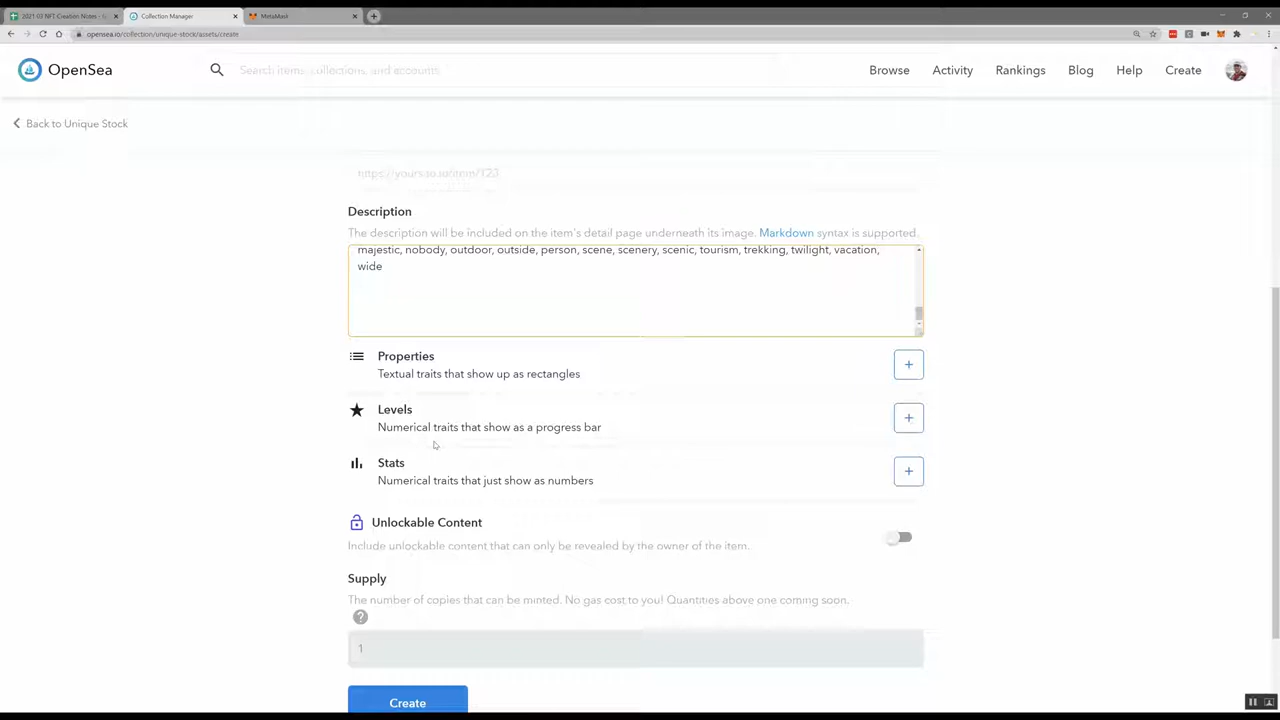 2021 03 NFT Creation Notes -
Collection Manager
MetaMask
opensea.io/collection/unique-stock/assets/create
OpenSea
Search items, collections, and accounts
Browse
Activity
Rankings
Blog
Help
Create
Back to Unique Stock
https://yoursite.io/item/123
Description
The description will be included on the item's detail page underneath its image. Markdown syntax is supported.
majestic, nobody, outdoor, outside, person, scene, scenery, scenic, tourism, trekking, twilight, vacation,
wide
Properties
Textual traits that show up as rectangles
Levels
Numerical traits that show as a progress bar
Stats
Numerical traits that just show as numbers
Unlockable Content
Include unlockable content that can only be revealed by the owner of the item.
Supply
The number of copies that can be minted. No gas cost to you! Quantities above one coming soon.
1
Create